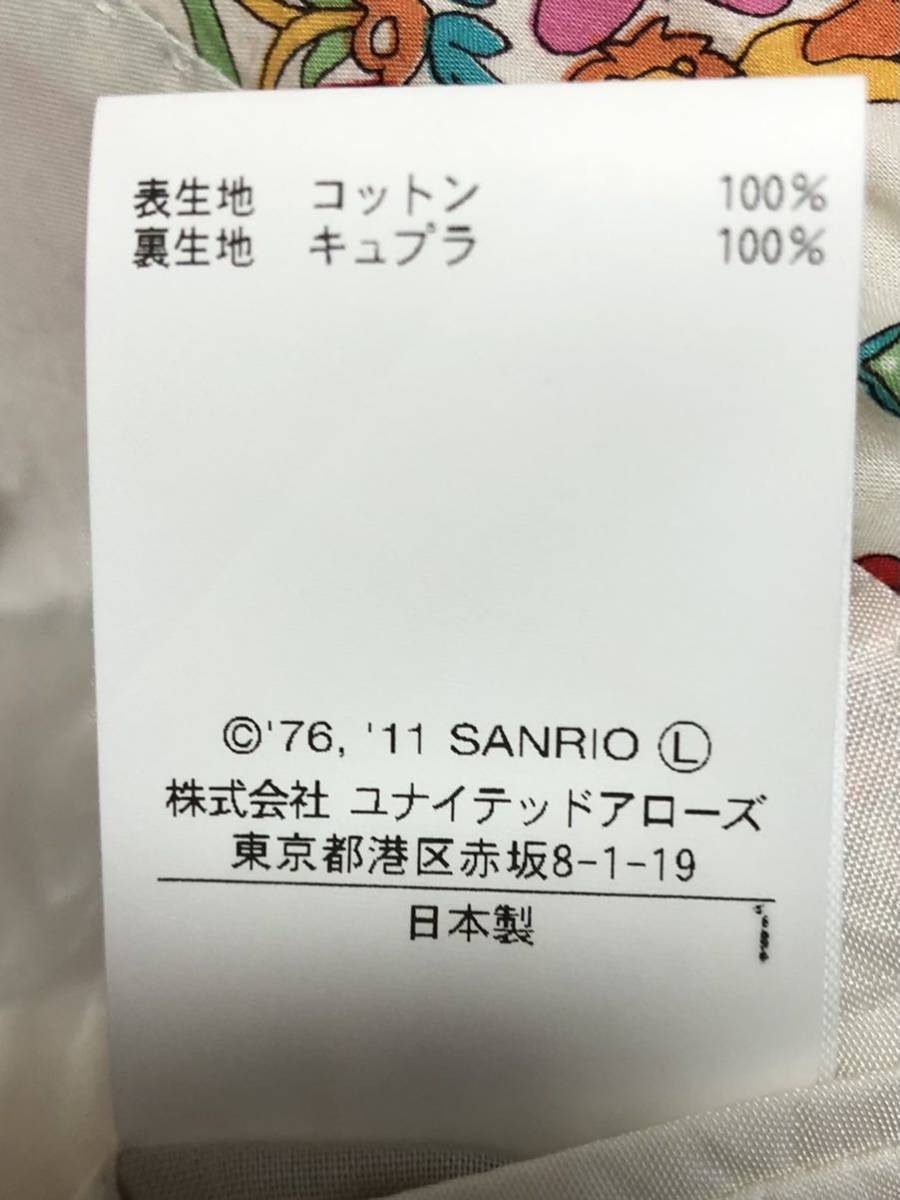 表生地 コットン 100%
裏生地 キュプラ 100%
©'76, '11 SANRIO Ⓛ
株式会社 ユナイテッドアローズ
東京都港区赤坂8-1-19
日本製